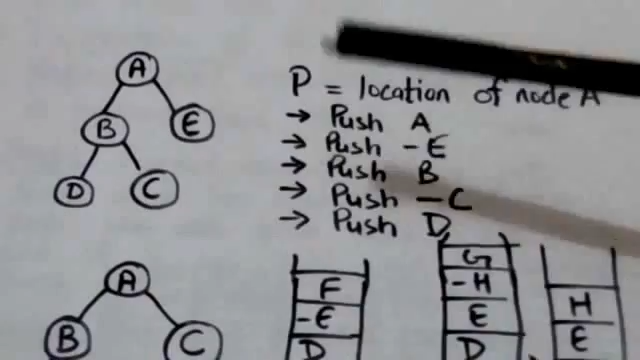 A
B E
D C
P = location of node A
→ Push A
→ Push -E
→ Push B
→ Push -C
→ Push D
A
B C
F
-E
D
G
-H
E
D
H
E